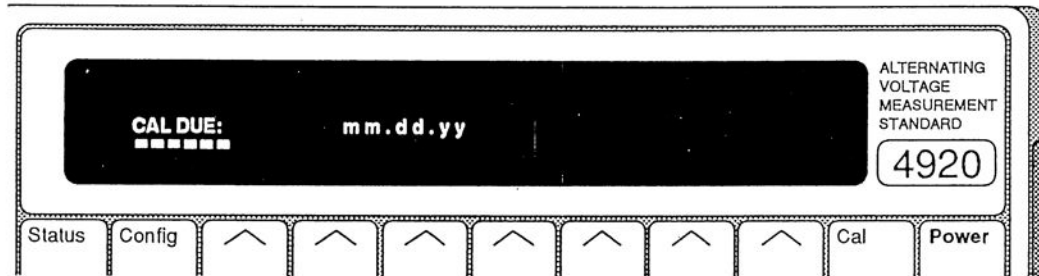 ALTERNATING
VOLTAGE
MEASUREMENT
STANDARD
CAL DUE: mm.dd.yy
4920
Status Config Cal Power